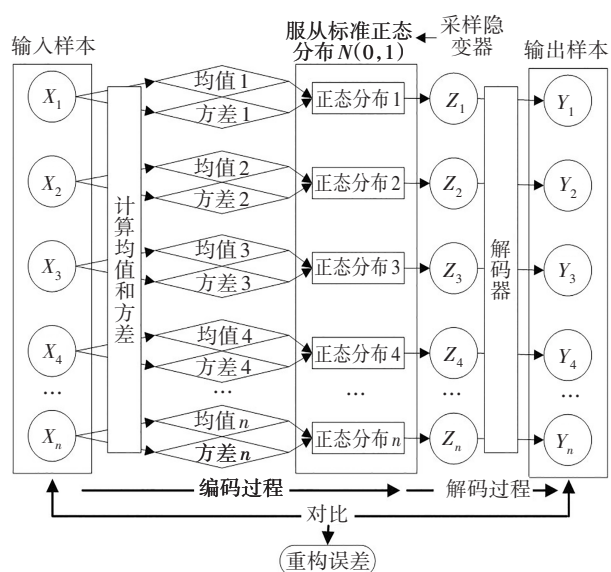 服从标准正态
分布N(0,1)
采样隐
变器
输入样本
输出样本
X1
均值1
方差1
正态分布1
Z1
Y1
X2
均值2
方差2
正态分布2
Z2
Y2
计算均值和方差
解码器
X3
均值3
方差3
正态分布3
Z3
Y3
X4
均值4
方差4
正态分布4
Z4
Y4
… … … … …
Xn
均值n
方差n
正态分布n
Zn
Yn
编码过程
解码过程
对比
重构误差